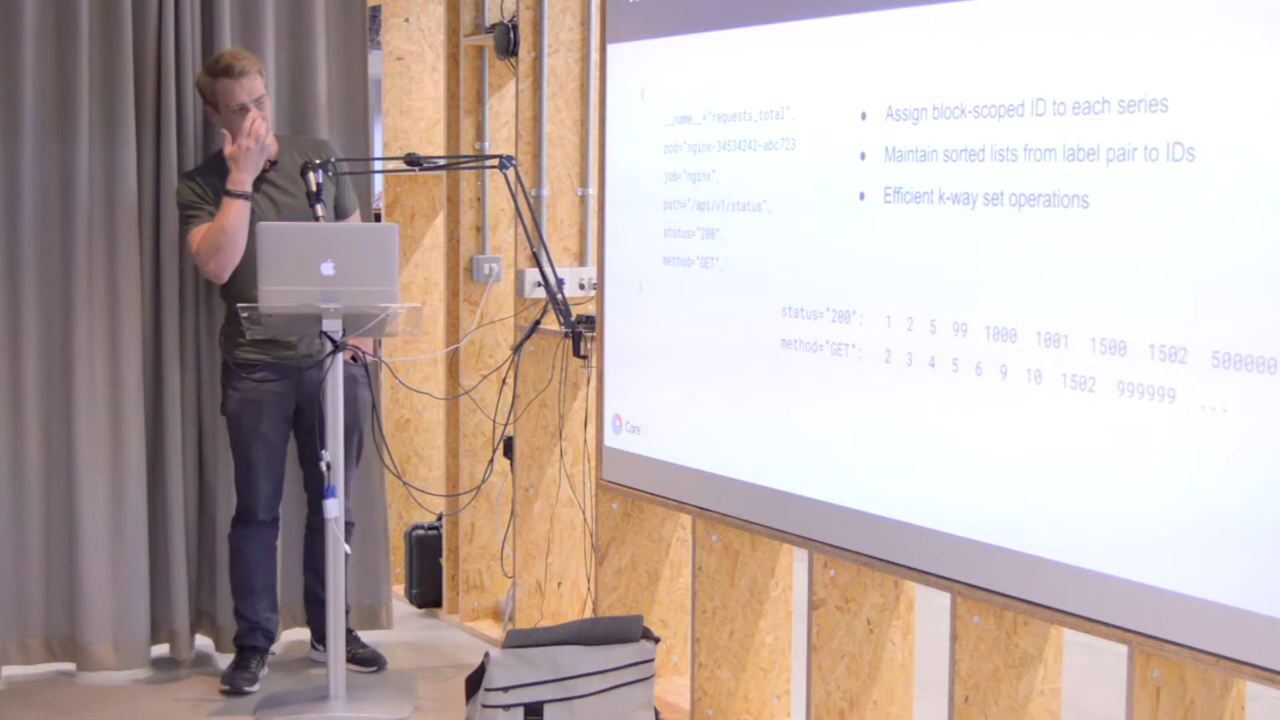 {
__name__="requests_total",
pod="nginx-34534242-abc723
job="nginx",
path="/api/v1/status",
status="200",
method="GET",
}
• Assign block-scoped ID to each series
• Maintain sorted lists from label pair to IDs
• Efficient k-way set operations
status="200": 1 2 5 99 1000 1001 1500 1502 500000
method="GET": 2 3 4 5 6 9 10 1502 999999 ...
Core